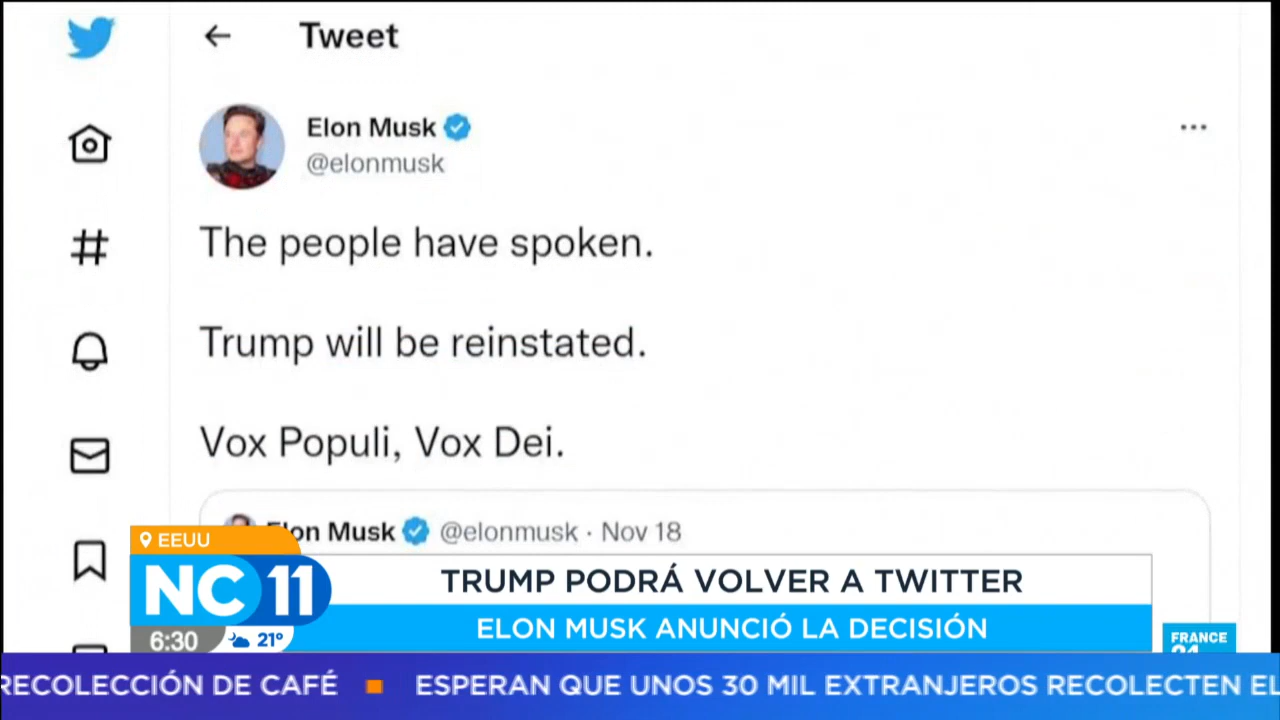 Tweet
Elon Musk
@elonmusk
The people have spoken.
Trump will be reinstated.
Vox Populi, Vox Dei.
Elon Musk @elonmusk · Nov 18
EEUU
NC 11
TRUMP PODRÁ VOLVER A TWITTER
ELON MUSK ANUNCIÓ LA DECISIÓN
6:30 21°
FRANCE
24
RECOLECCIÓN DE CAFÉ ESPERAN QUE UNOS 30 MIL EXTRANJEROS RECOLECTEN EL